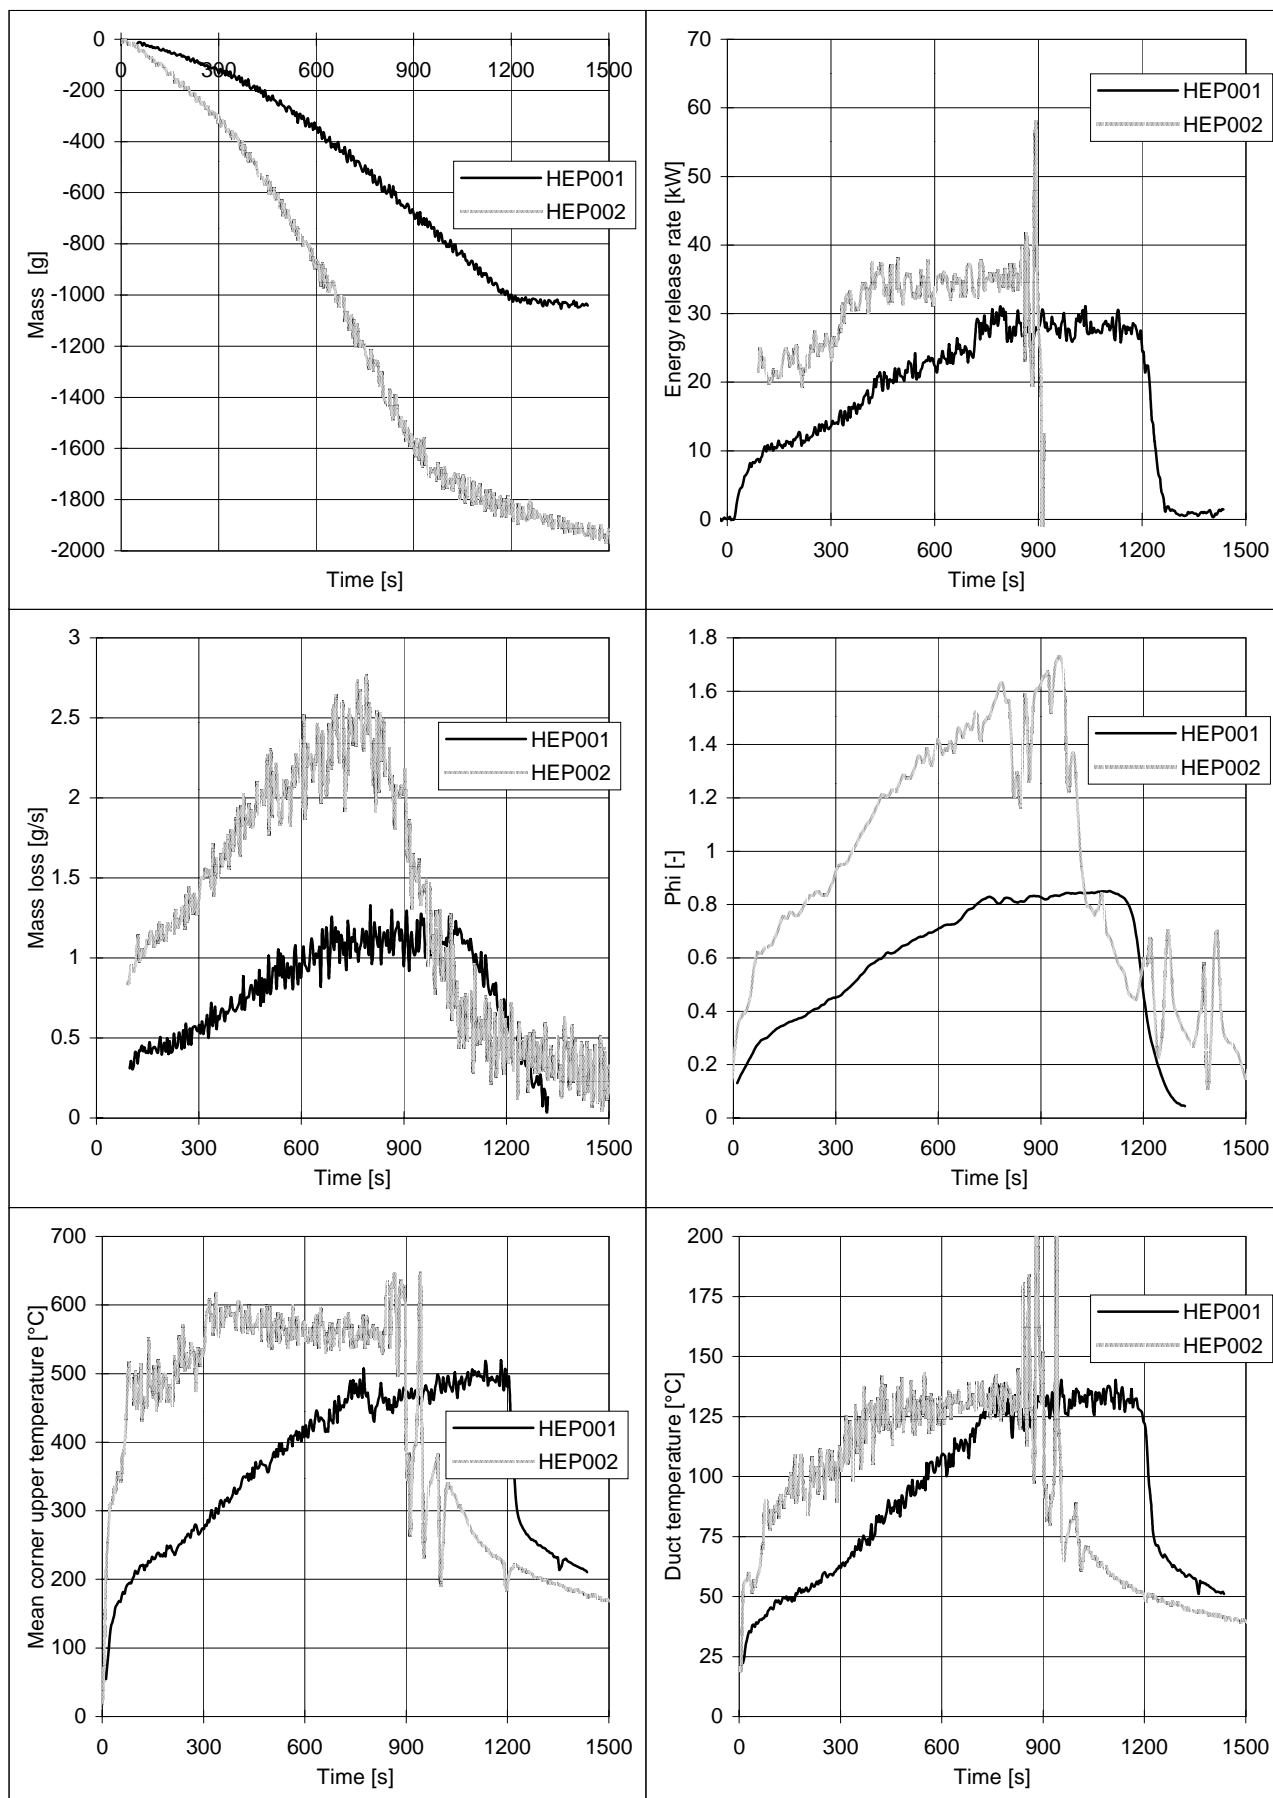 0
-200
-400
-600
-800
-1000
-1200
-1400
-1600
-1800
-2000
0 300 600 900 1200 1500
Mass [g]
Time [s]
HEP001
HEP002
70
60
50
40
30
20
10
0
0 300 600 900 1200 1500
Energy release rate [kW]
Time [s]
HEP001
HEP002
3
2.5
2
1.5
1
0.5
0
0 300 600 900 1200 1500
Mass loss [g/s]
Time [s]
HEP001
HEP002
1.8
1.6
1.4
1.2
1
0.8
0.6
0.4
0.2
0
0 300 600 900 1200 1500
Phi [-]
Time [s]
HEP001
HEP002
700
600
500
400
300
200
100
0
0 300 600 900 1200 1500
Mean corner upper temperature [°C]
Time [s]
HEP001
HEP002
200
175
150
125
100
75
50
25
0
0 300 600 900 1200 1500
Duct temperature [°C]
Time [s]
HEP001
HEP002